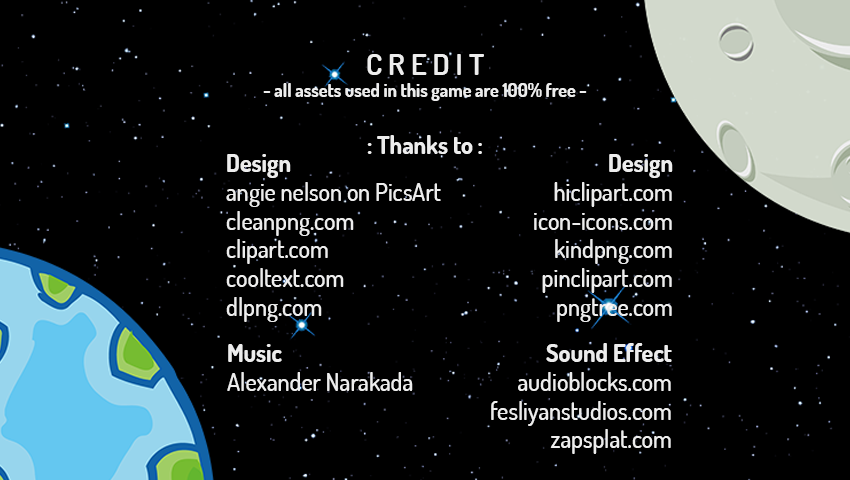 CREDIT
- all assets used in this game are 100% free -
: Thanks to :
Design
angie nelson on PicsArt
cleanpng.com
clipart.com
cooltext.com
dlpng.com
Design
hiclipart.com
icon-icons.com
kindpng.com
pinclipart.com
pngtree.com
Music
Alexander Narakada
Sound Effect
audioblocks.com
fesliyanstudios.com
zapsplat.com